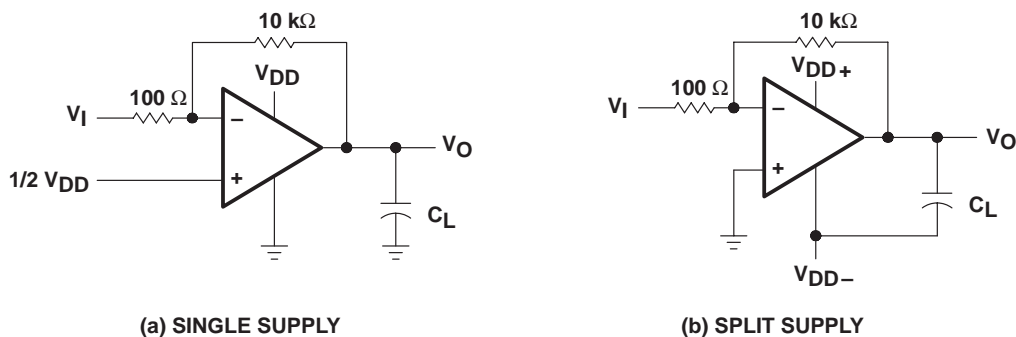 10 kΩ
VDD
100 Ω
VI
−
+
1/2 VDD
VO
CL
(a) SINGLE SUPPLY
10 kΩ
VDD+
100 Ω
VI
−
+
VO
CL
VDD−
(b) SPLIT SUPPLY